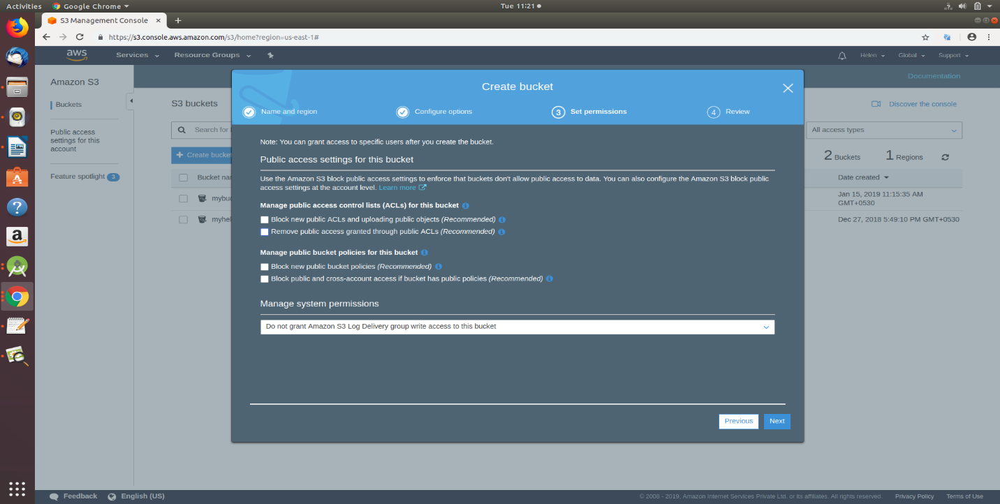 Activities Google Chrome Tue 11:21
S3 Management Console
https://s3.console.aws.amazon.com/s3/home?region=us-east-1#
aws Services Resource Groups Helen Global Support
Documentation
Amazon S3
Buckets
Public access
settings for this
account
Feature spotlight 3
S3 buckets
Discover the console
Search for
All access types
Create bucket
2 Buckets 1 Regions
Bucket
Date created
Jan 15, 2019 11:15:35 AM
GMT+0530
Dec 27, 2018 5:49:10 PM GMT+0530
Create bucket
Name and region Configure options 3 Set permissions 4 Review
Note: You can grant access to specific users after you create the bucket.
Public access settings for this bucket
Use the Amazon S3 block public access settings to enforce that buckets don't allow public access to data. You can also configure the Amazon S3 block public
access settings at the account level. Learn more
Manage public access control lists (ACLs) for this bucket
Block new public ACLs and uploading public objects (Recommended)
Remove public access granted through public ACLs (Recommended)
Manage public bucket policies for this bucket
Block new public bucket policies (Recommended)
Block public and cross-account access if bucket has public policies (Recommended)
Manage system permissions
Do not grant Amazon S3 Log Delivery group write access to this bucket
Previous Next
Feedback English (US) © 2008 - 2019, Amazon Internet Services Private Ltd. or its affiliates. All rights reserved. Privacy Policy Terms of Use